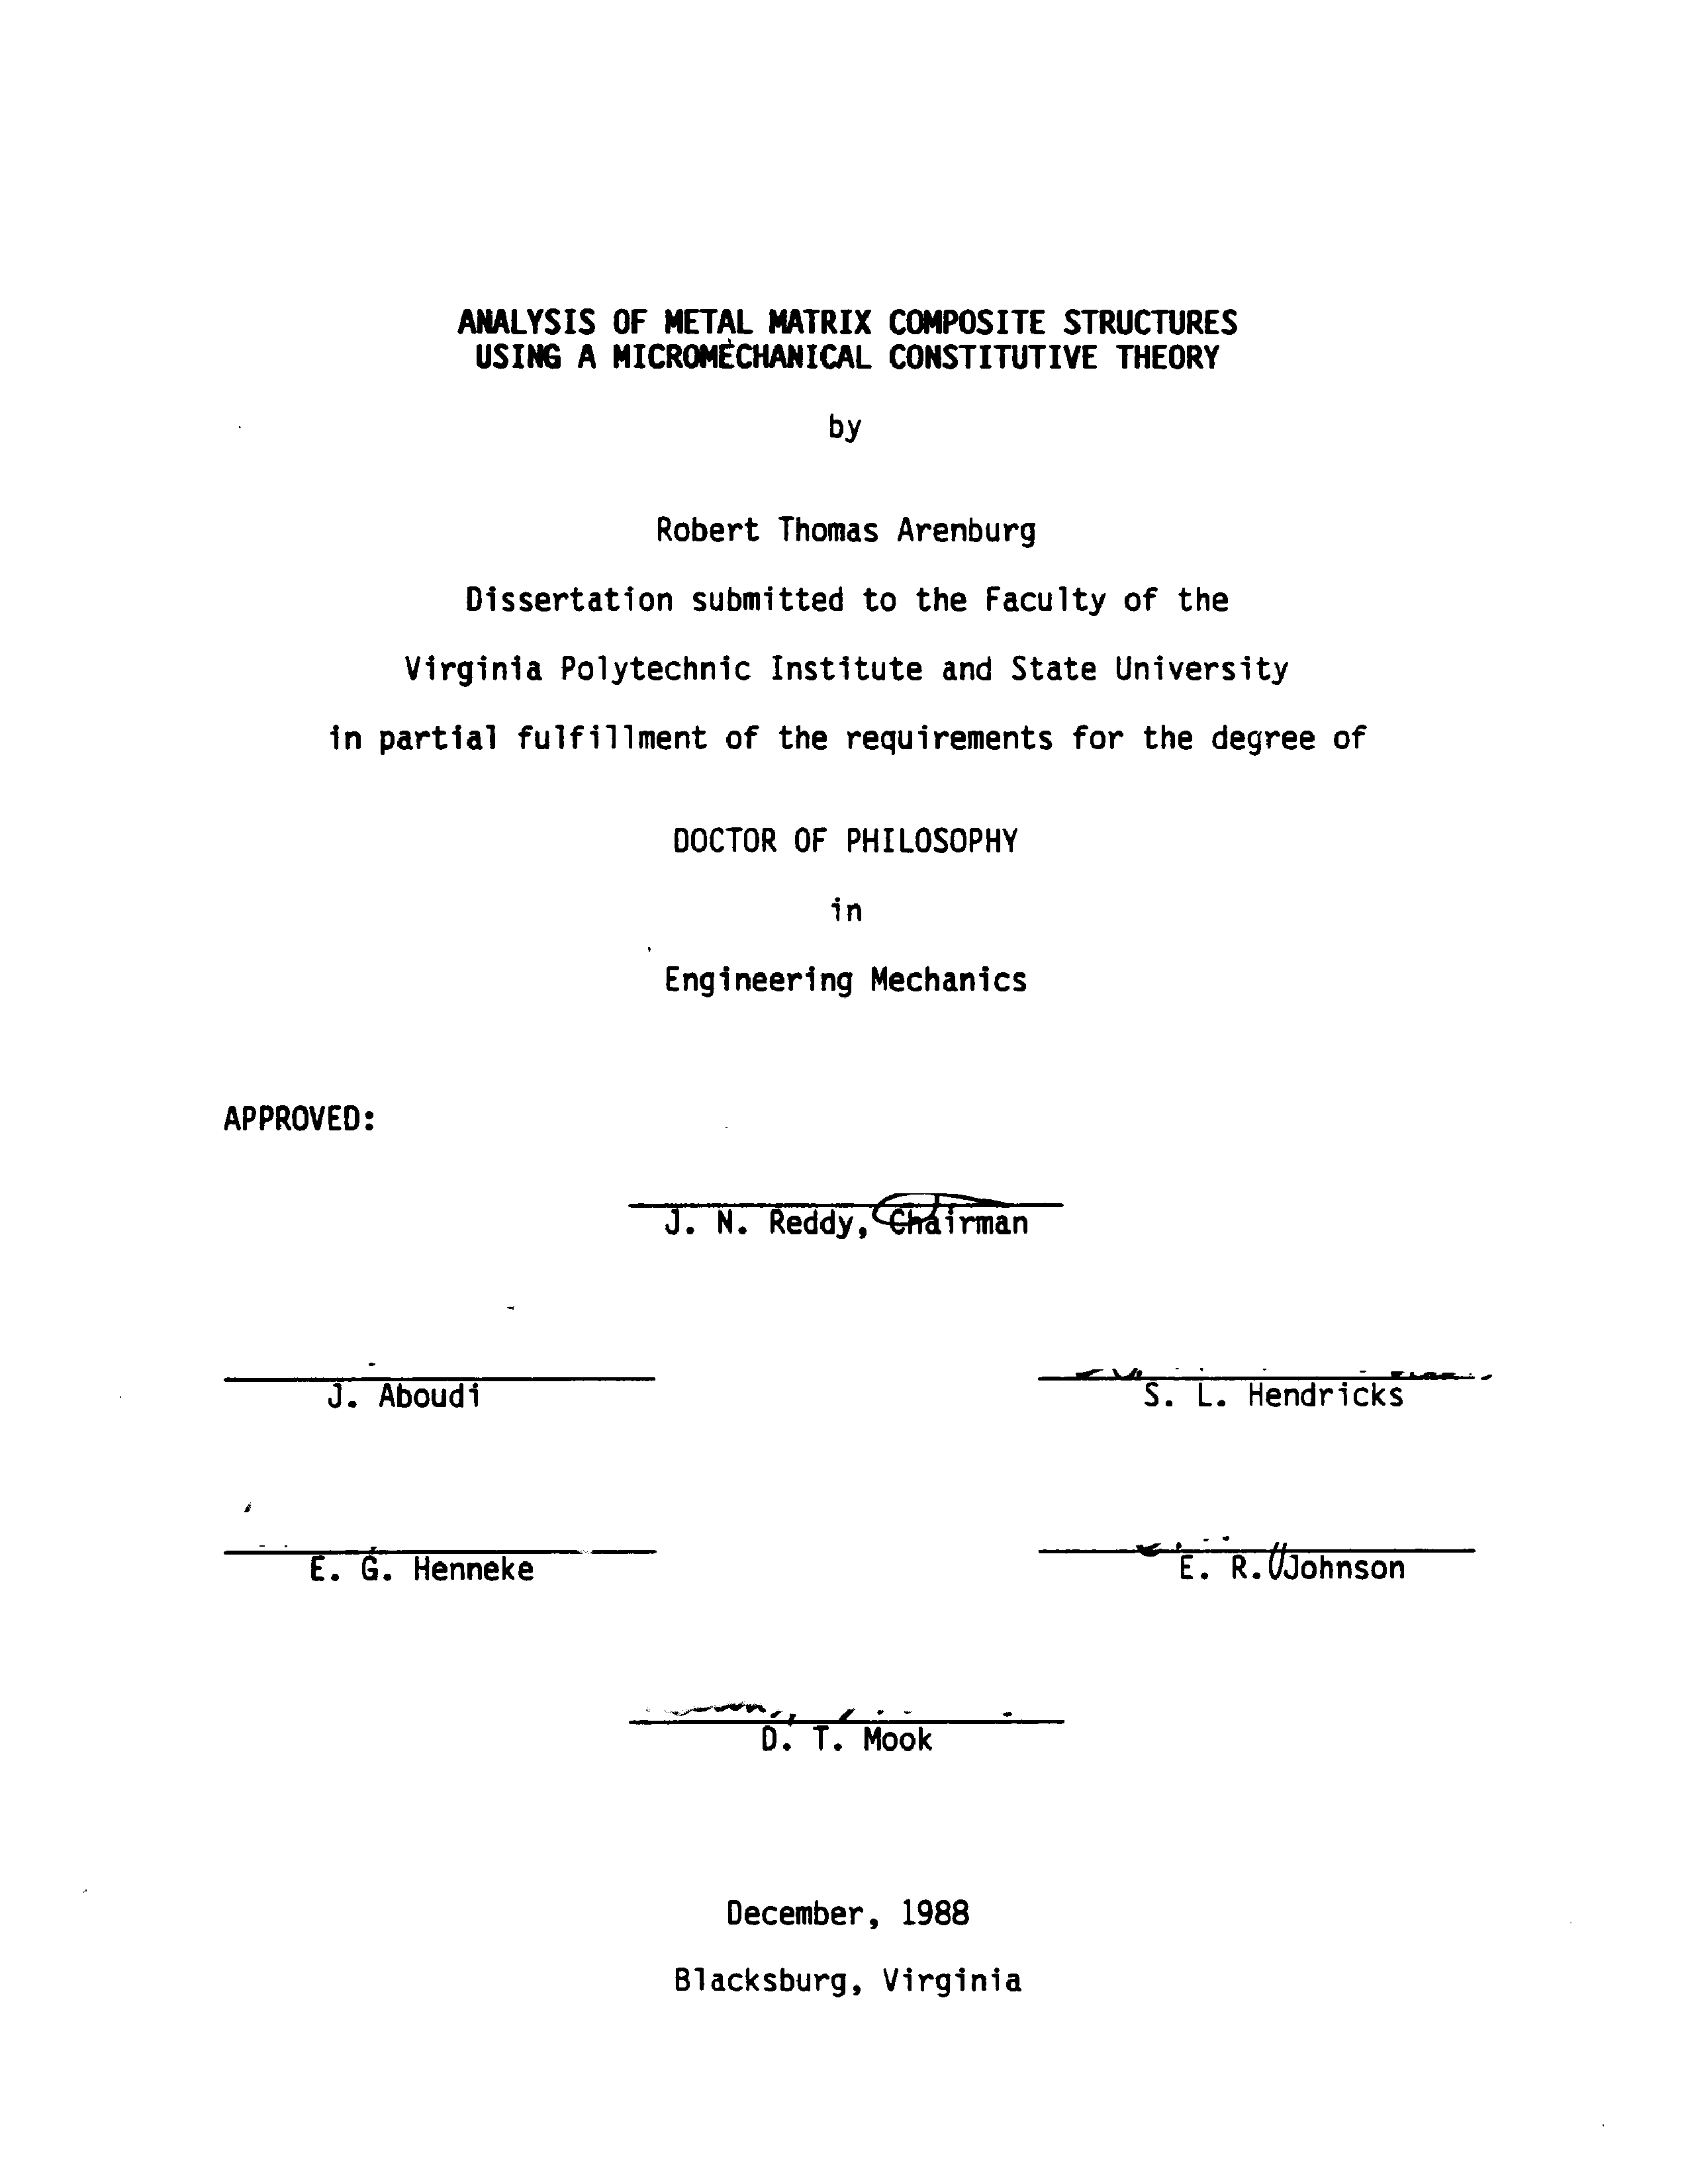 ANALYSIS OF METAL MATRIX COMPOSITE STRUCTURES
USING A MICROMECHANICAL CONSTITUTIVE THEORY
by
Robert Thomas Arenburg
Dissertation submitted to the Faculty of the
Virginia Polytechnic Institute and State University
in partial fulfillment of the requirements for the degree of
DOCTOR OF PHILOSOPHY
in
Engineering Mechanics
APPROVED:
J. N. Reddy, Chairman
J. Aboudi
S. L. Hendricks
E. G. Henneke
E. R. Johnson
D. T. Mook
December, 1988
Blacksburg, Virginia